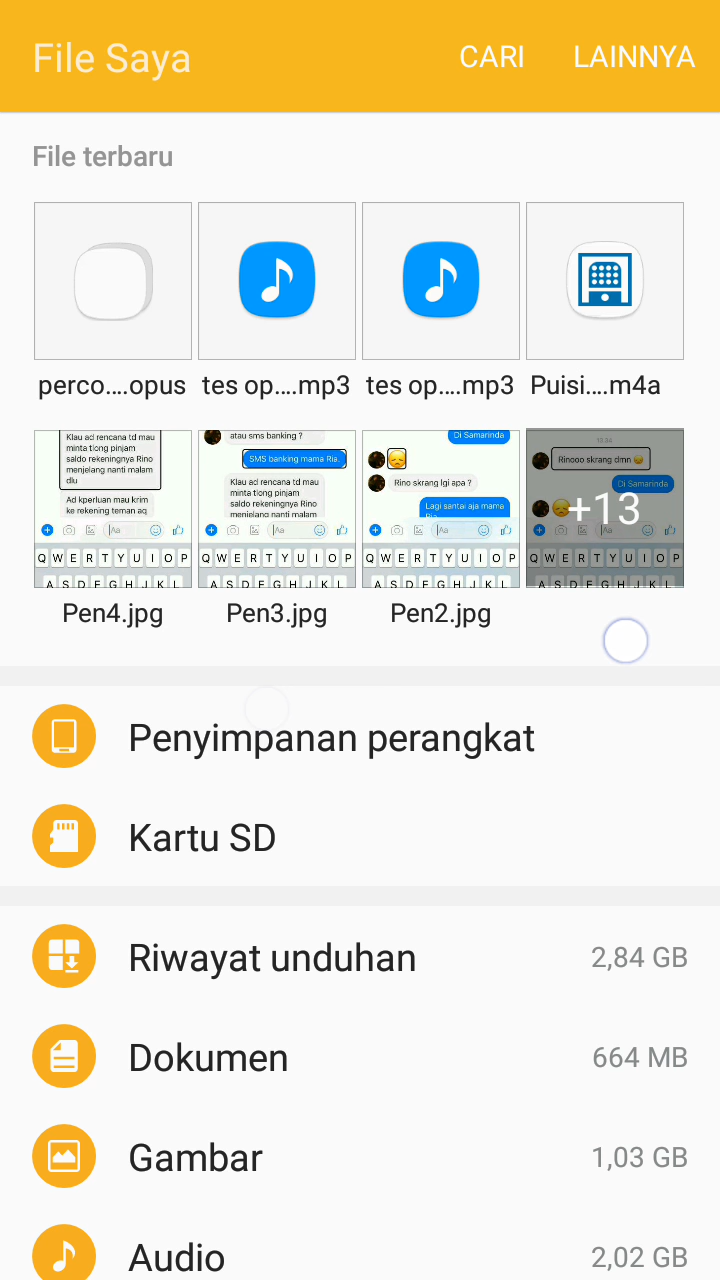 File Saya
CARI
LAINNYA
File terbaru
perco....opus
tes op....mp3
tes op....mp3
Puisi....m4a
Klau ad rencana td mau
minta tlong pinjam
saldo rekeningnya Rino
menjelang nanti malam
dlu
Ad kperluan mau krim
ke rekening teman aq
Aa
Q W E R T Y U I O P
A S D F G H J K L
Pen4.jpg
atau sms banking ?
SMS banking mama Ria.
Klau ad rencana td mau
minta tlong pinjam
saldo rekeningnya Rino
menjelang nanti malam
Aa
Q W E R T Y U I O P
A S D F G H J K L
Pen3.jpg
Di Samarinda
Rino skrang lgi apa ?
Lagi santai aja mama
Ria
Aa
Q W E R T Y U I O P
A S D F G H J K L
Pen2.jpg
Rinooo skrang dmn
Di Samarinda
+13
Aa
Q W E R T Y U I O P
A S D F G H J K L
Penyimpanan perangkat
Kartu SD
Riwayat unduhan
2,84 GB
Dokumen
664 MB
Gambar
1,03 GB
Audio
2,02 GB